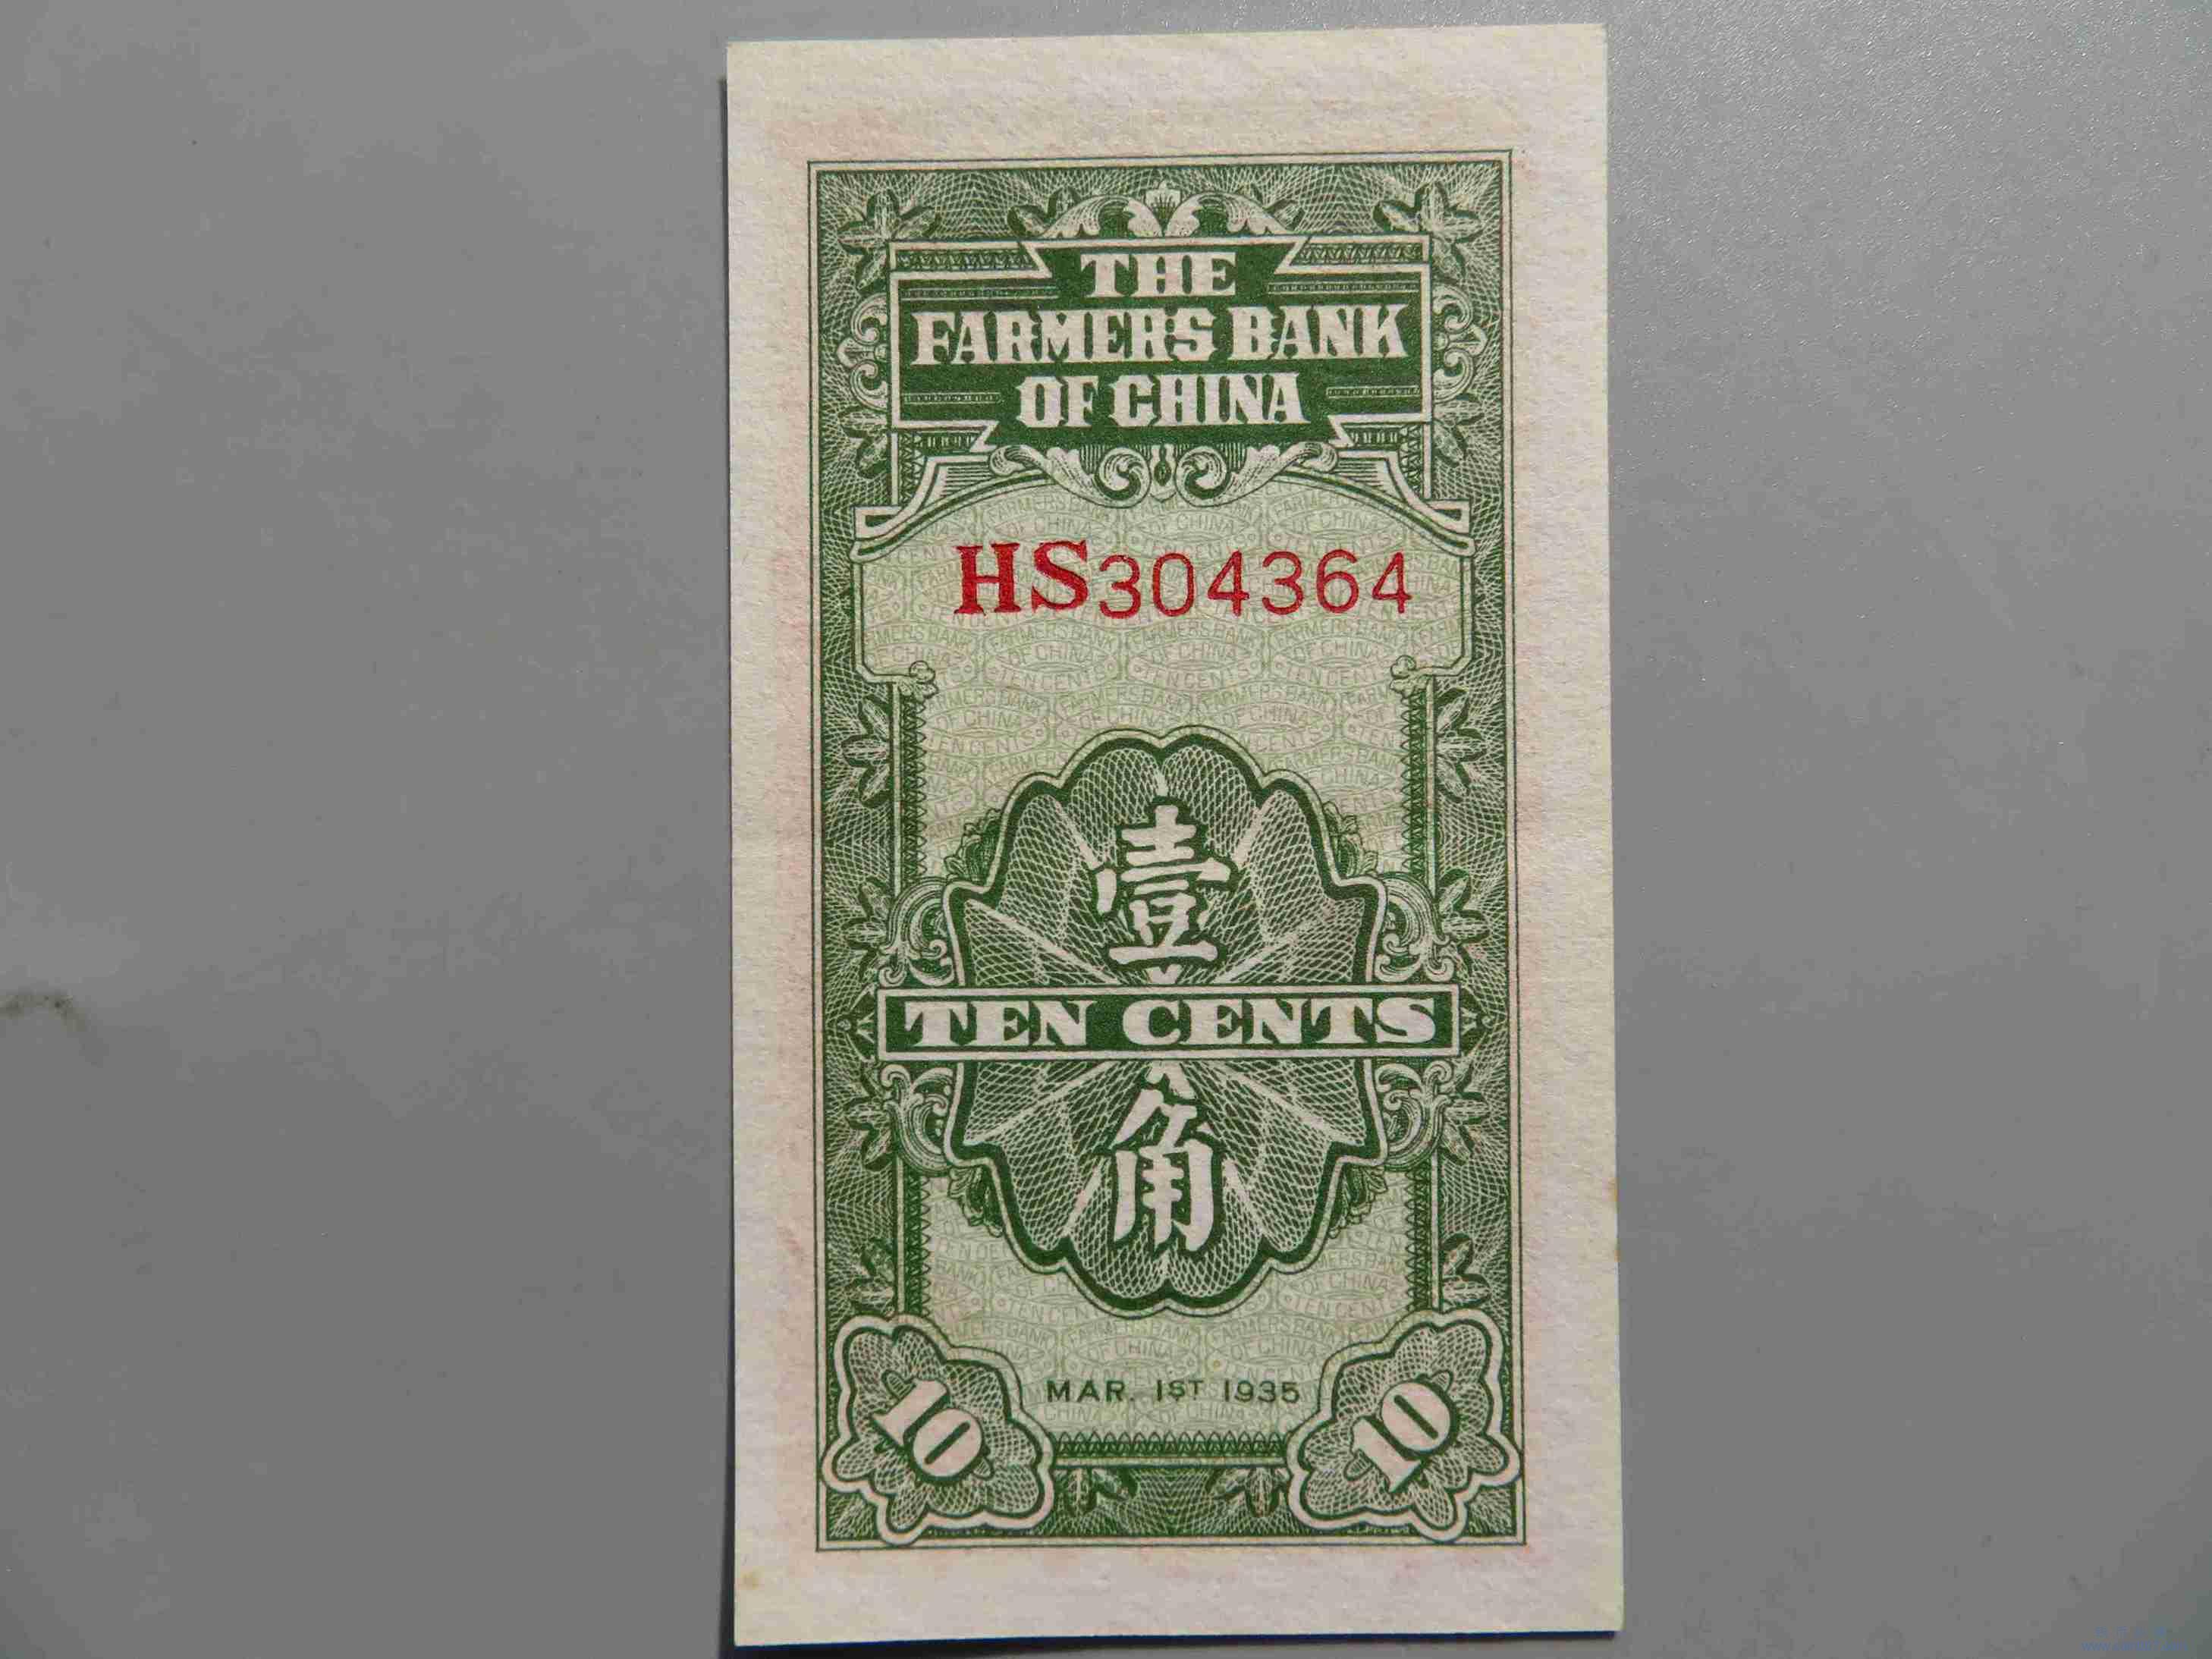 THE
FARMERS BANK
OF CHINA
HS304364
壹
TEN CENTS
角
MAR. 1ST 1935
10
10